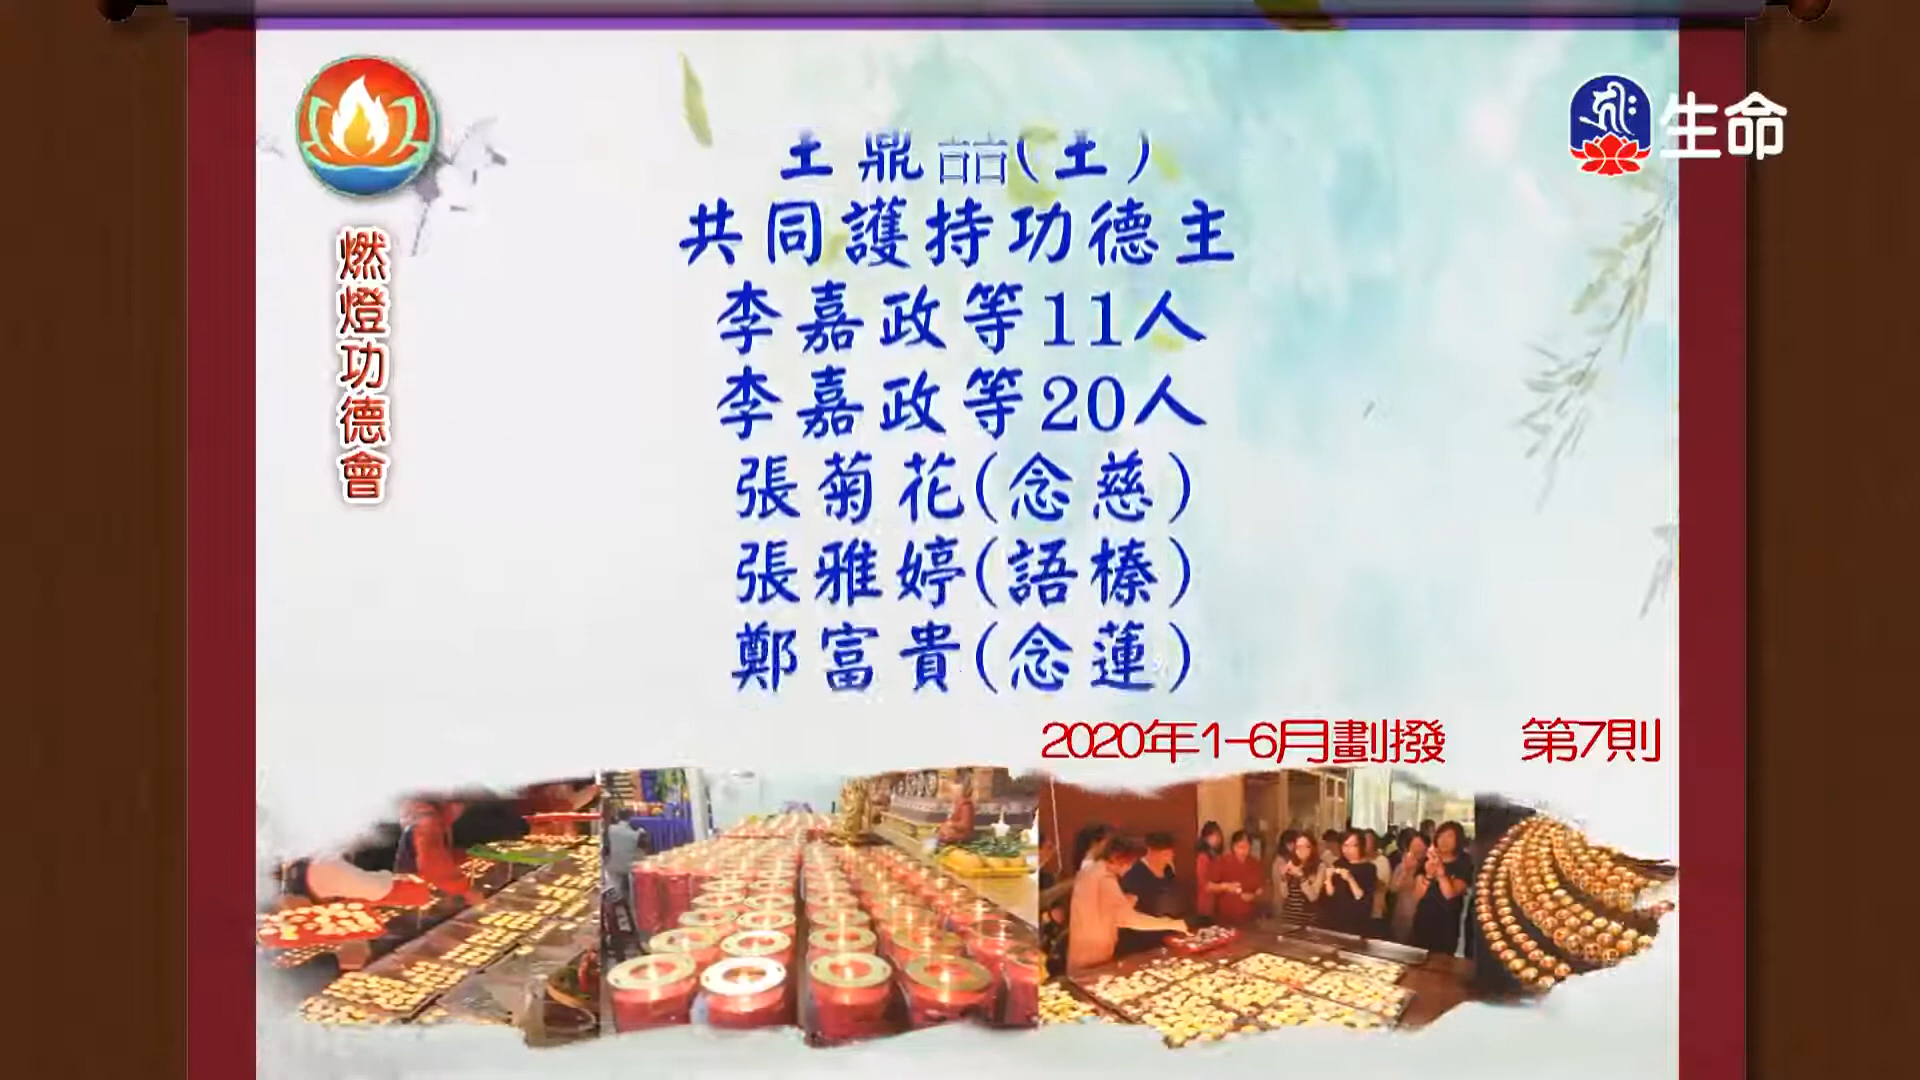 生命
燃燈功德會
共同護持功德主
李嘉政等11人
李嘉政等20人
張菊花(念慈)
張雅婷(語榛)
鄭富貴(念蓮)
2020年1-6月劃撥 第7則